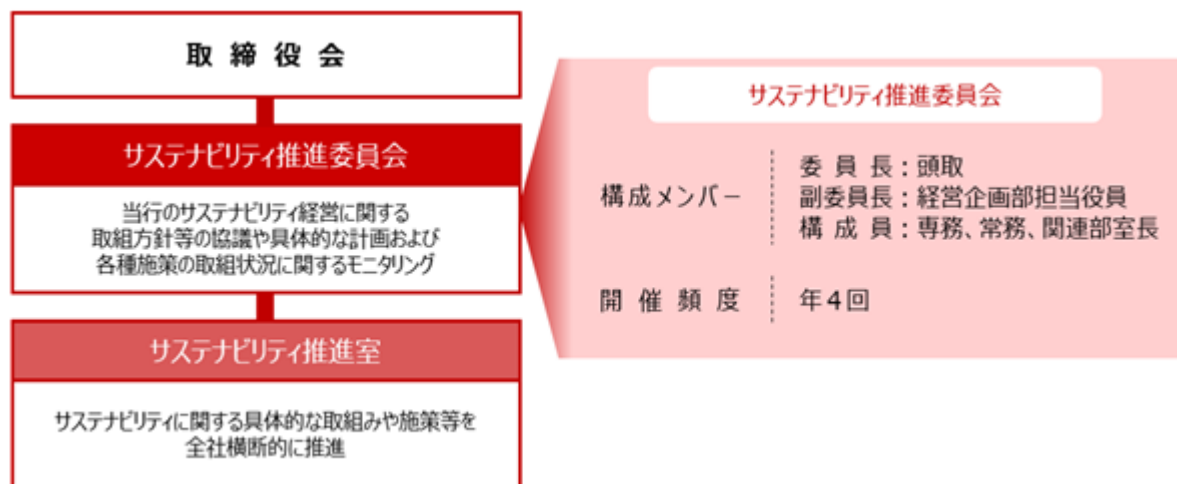 取締役会
サステナビリティ推進委員会
当行のサステナビリティ経営に関する
取組方針等の協議や具体的な計画および
各種施策の取組状況に関するモニタリング
サステナビリティ推進室
サステナビリティに関する具体的な取組みや施策等を
全社横断的に推進
サステナビリティ推進委員会
構成メンバー
委員長：頭取
副委員長：経営企画部担当役員
構成員：専務、常務、関連部室長
開催頻度
年4回